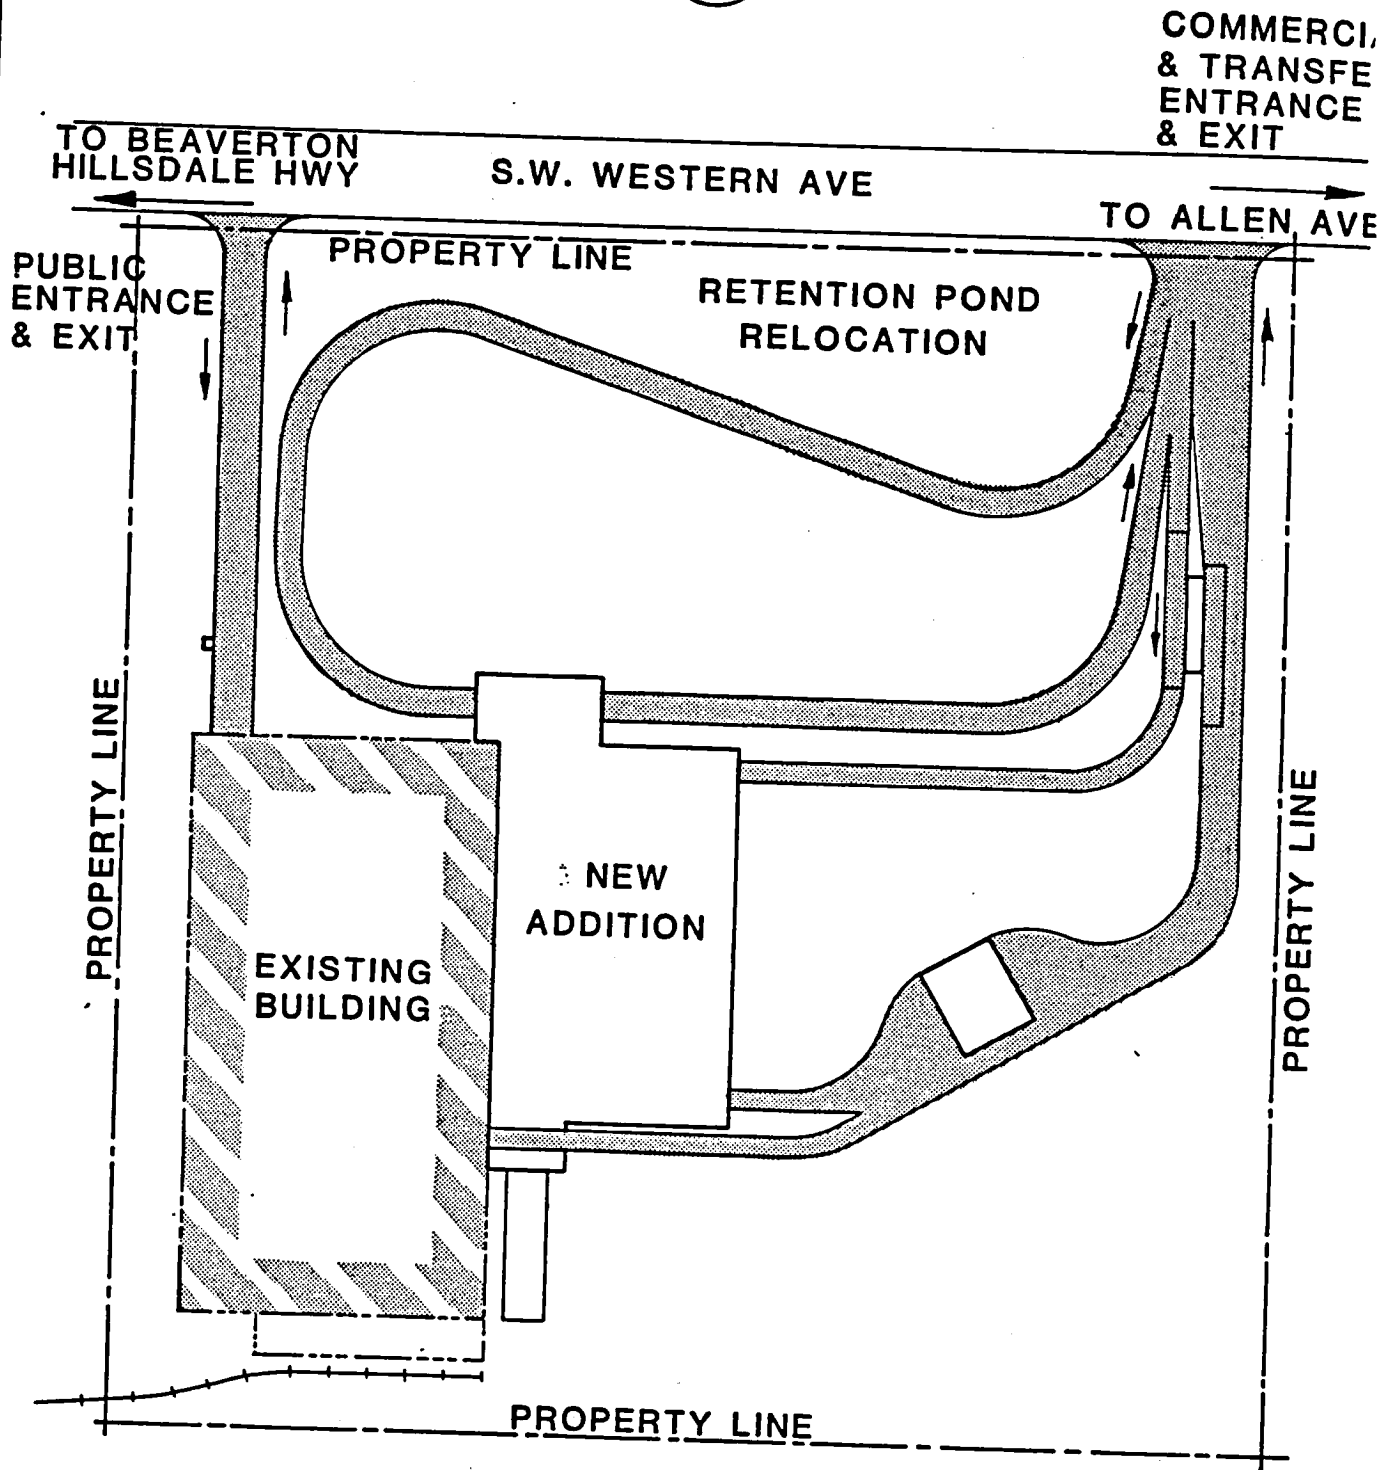 COMMERCI
& TRANSFE
ENTRANCE
& EXIT
TO BEAVERTON
HILLSDALE HWY
S.W. WESTERN AVE
TO ALLEN AVE
PROPERTY LINE
PUBLIC
ENTRANCE
& EXIT
RETENTION POND
RELOCATION
PROPERTY LINE
PROPERTY LINE
NEW
ADDITION
EXISTING
BUILDING
PROPERTY LINE